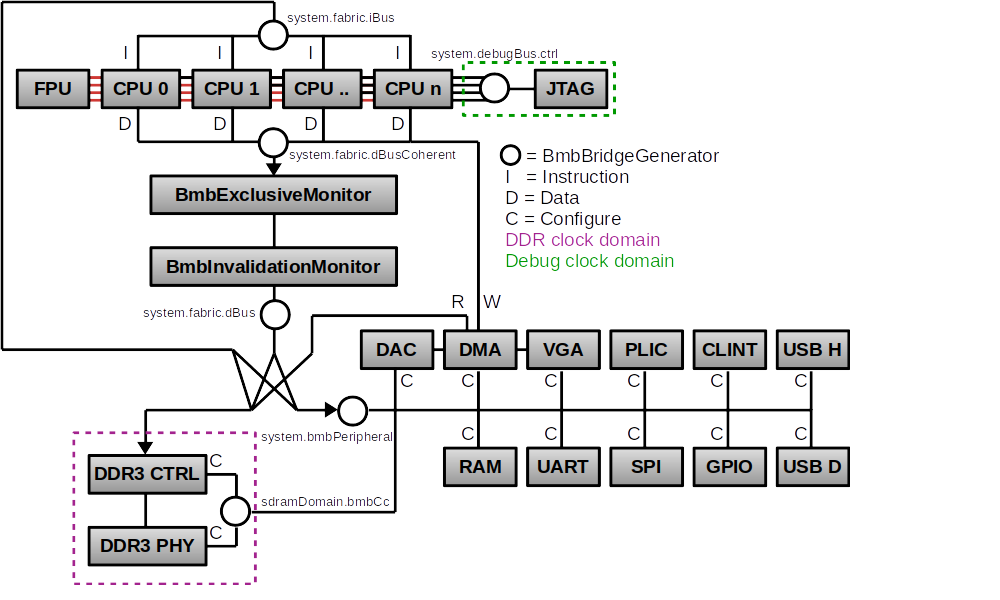 system.fabric.iBus
I I I I
system.debugBus.ctrl
FPU CPU 0 CPU 1 CPU .. CPU n JTAG
D D D D
system.fabric.dBusCoherent
= BmbBridgeGenerator
I = Instruction
D = Data
C = Configure
DDR clock domain
Debug clock domain
BmbExclusiveMonitor
BmbInvalidationMonitor
system.fabric.dBus
R W
DAC DMA VGA PLIC CLINT USB H
C C C C C C
system.bmbPeripheral
C C C C C
RAM UART SPI GPIO USB D
DDR3 CTRL C
sdramDomain.bmbCc
DDR3 PHY C